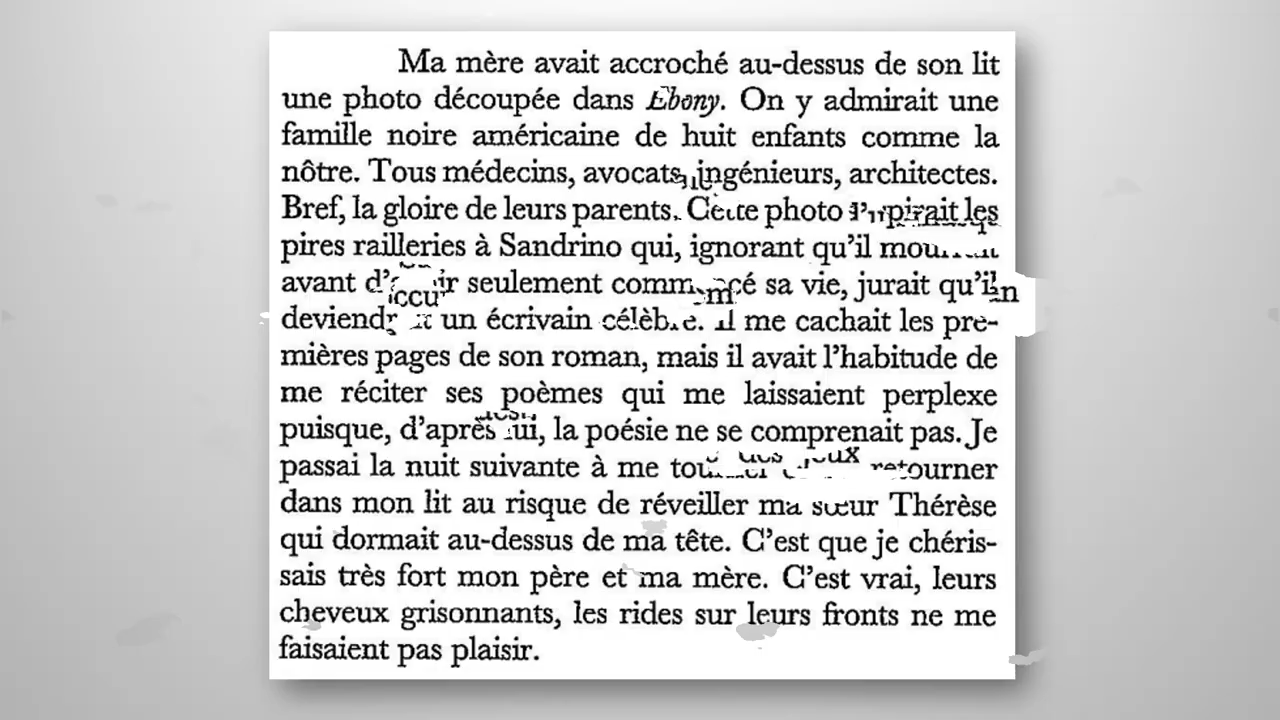 Ma mère avait accroché au-dessus de son lit
une photo découpée dans Ebony. On y admirait une
famille noire américaine de huit enfants comme la
nôtre. Tous médecins, avocats, ingénieurs, architectes.
Bref, la gloire de leurs parents. Cette photo les
pires railleries à Sandrino qui, ignorant qu’il
avant seulement sa vie, jurait qu’il
un écrivain célèbre. Il me cachait les pre-
mières pages de son roman, mais il avait l’habitude de
me réciter ses poèmes qui me laissaient perplexe
puisque, d’après lui, la poésie ne se comprenait pas. Je
passai la nuit suivante à me retourner
dans mon lit au risque de réveiller ma sœur Thérèse
qui dormait au-dessus de ma tête. C’est que je chéris-
sais très fort mon père et ma mère. C’est vrai, leurs
cheveux grisonnants, les rides sur leurs fronts ne me
faisaient pas plaisir.